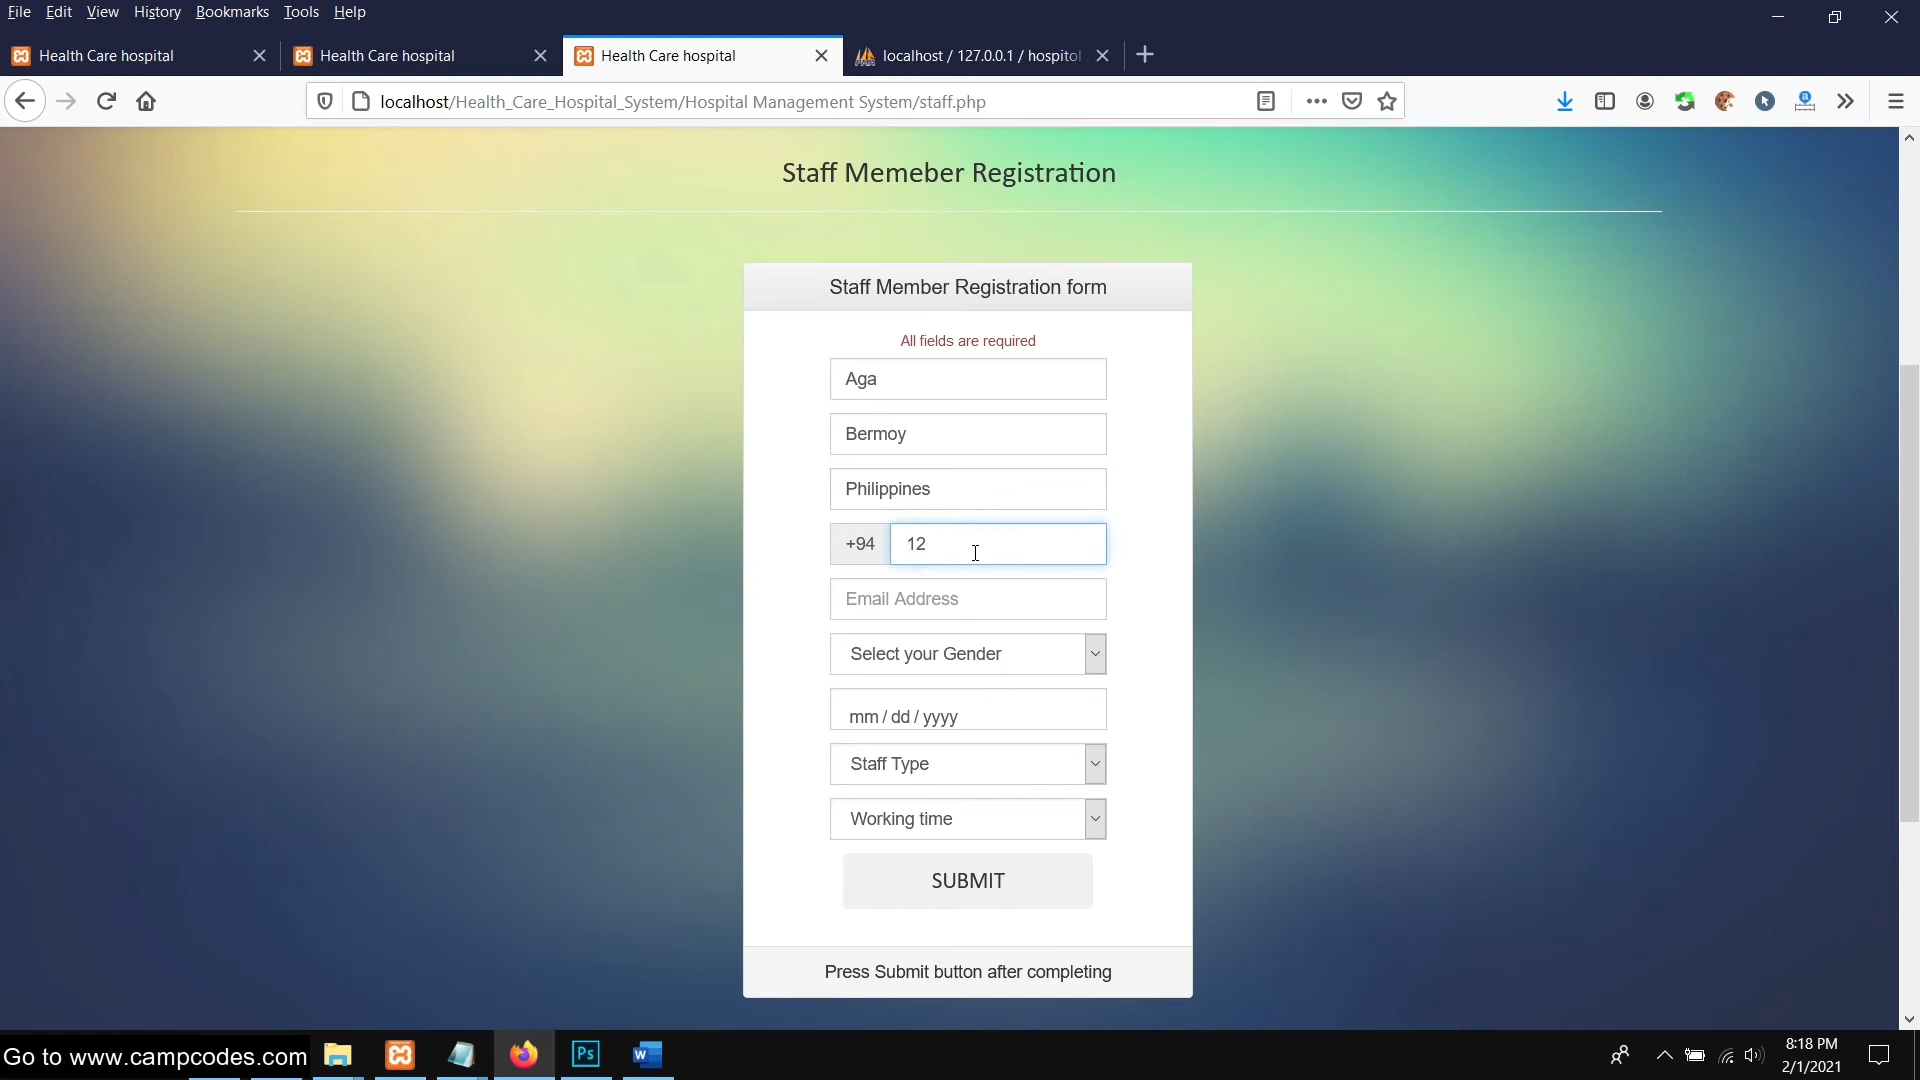 File Edit View History Bookmarks Tools Help
Health Care hospital Health Care hospital Health Care hospital localhost / 127.0.0.1 / hospitol
localhost/Health_Care_Hospital_System/Hospital Management System/staff.php
Staff Memeber Registration
Staff Member Registration form
All fields are required
Aga
Bermoy
Philippines
+94 12
Email Address
Select your Gender
mm / dd / yyyy
Staff Type
Working time
SUBMIT
Press Submit button after completing
Go to www.campcodes.com
Ps
W
8:18 PM
2/1/2021